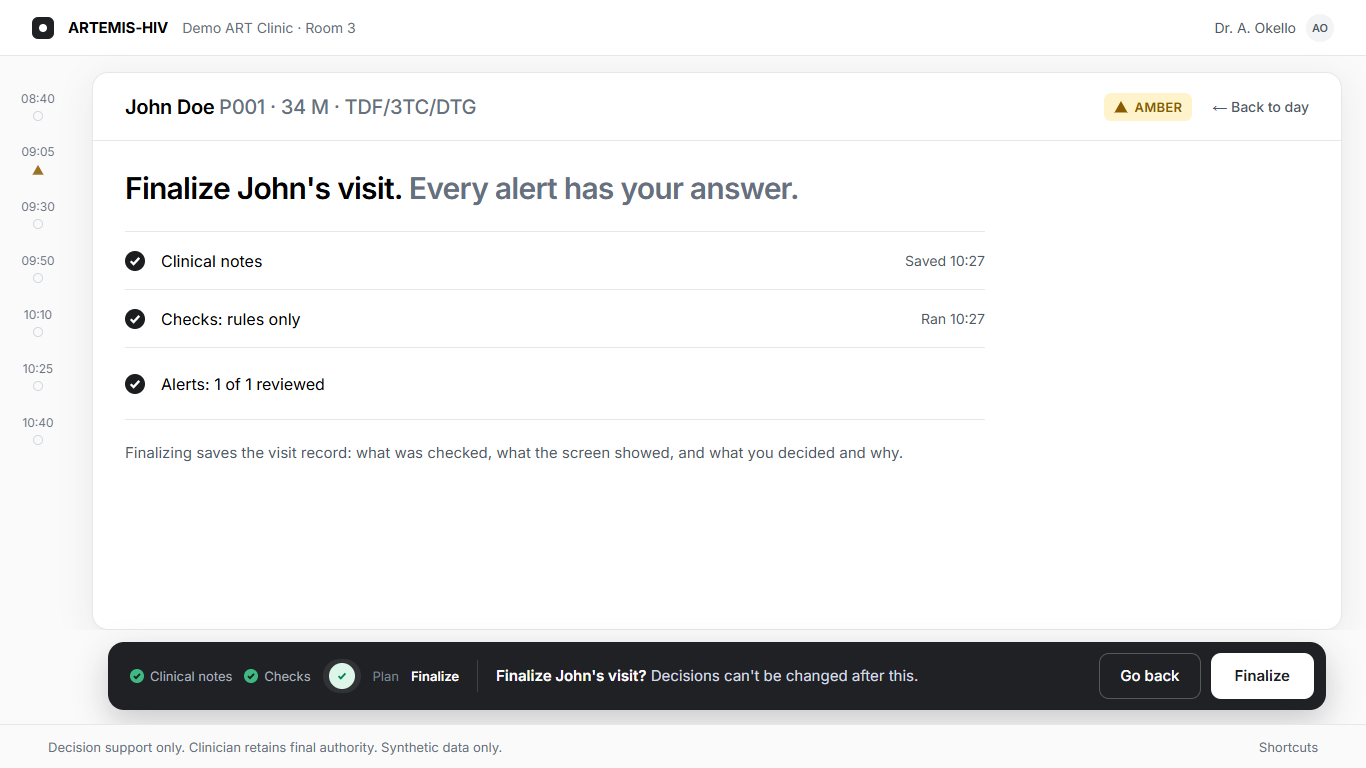 ARTEMIS-HIV Demo ART Clinic · Room 3 Dr. A. Okello AO
08:40
09:05
09:30
09:50
10:10
10:25
10:40
John Doe P001 · 34 M · TDF/3TC/DTG AMBER ← Back to day
Finalize John's visit. Every alert has your answer.
Clinical notes Saved 10:27
Checks: rules only Ran 10:27
Alerts: 1 of 1 reviewed
Finalizing saves the visit record: what was checked, what the screen showed, and what you decided and why.
Clinical notes Checks Plan Finalize Finalize John's visit? Decisions can't be changed after this. Go back Finalize
Decision support only. Clinician retains final authority. Synthetic data only. Shortcuts